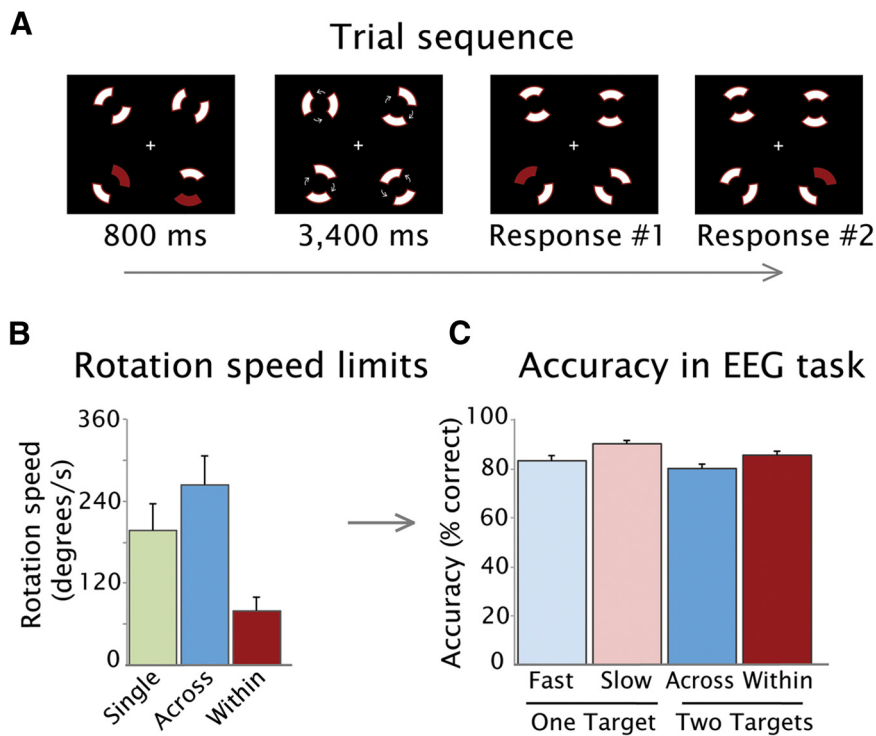 A
Trial sequence
+ + + +
800 ms 3,400 ms Response #1 Response #2
B
Rotation speed limits
Rotation speed
(degrees/s)
360
240
120
0
Single Across Within
C
Accuracy in EEG task
Accuracy (% correct)
100
80
60
40
20
0
Fast Slow Across Within
One Target Two Targets